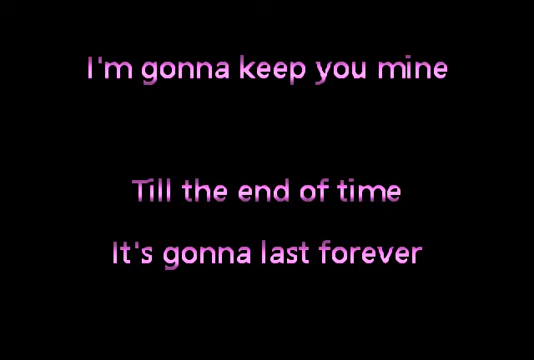 I'm gonna keep you mine
Till the end of time
It's gonna last forever